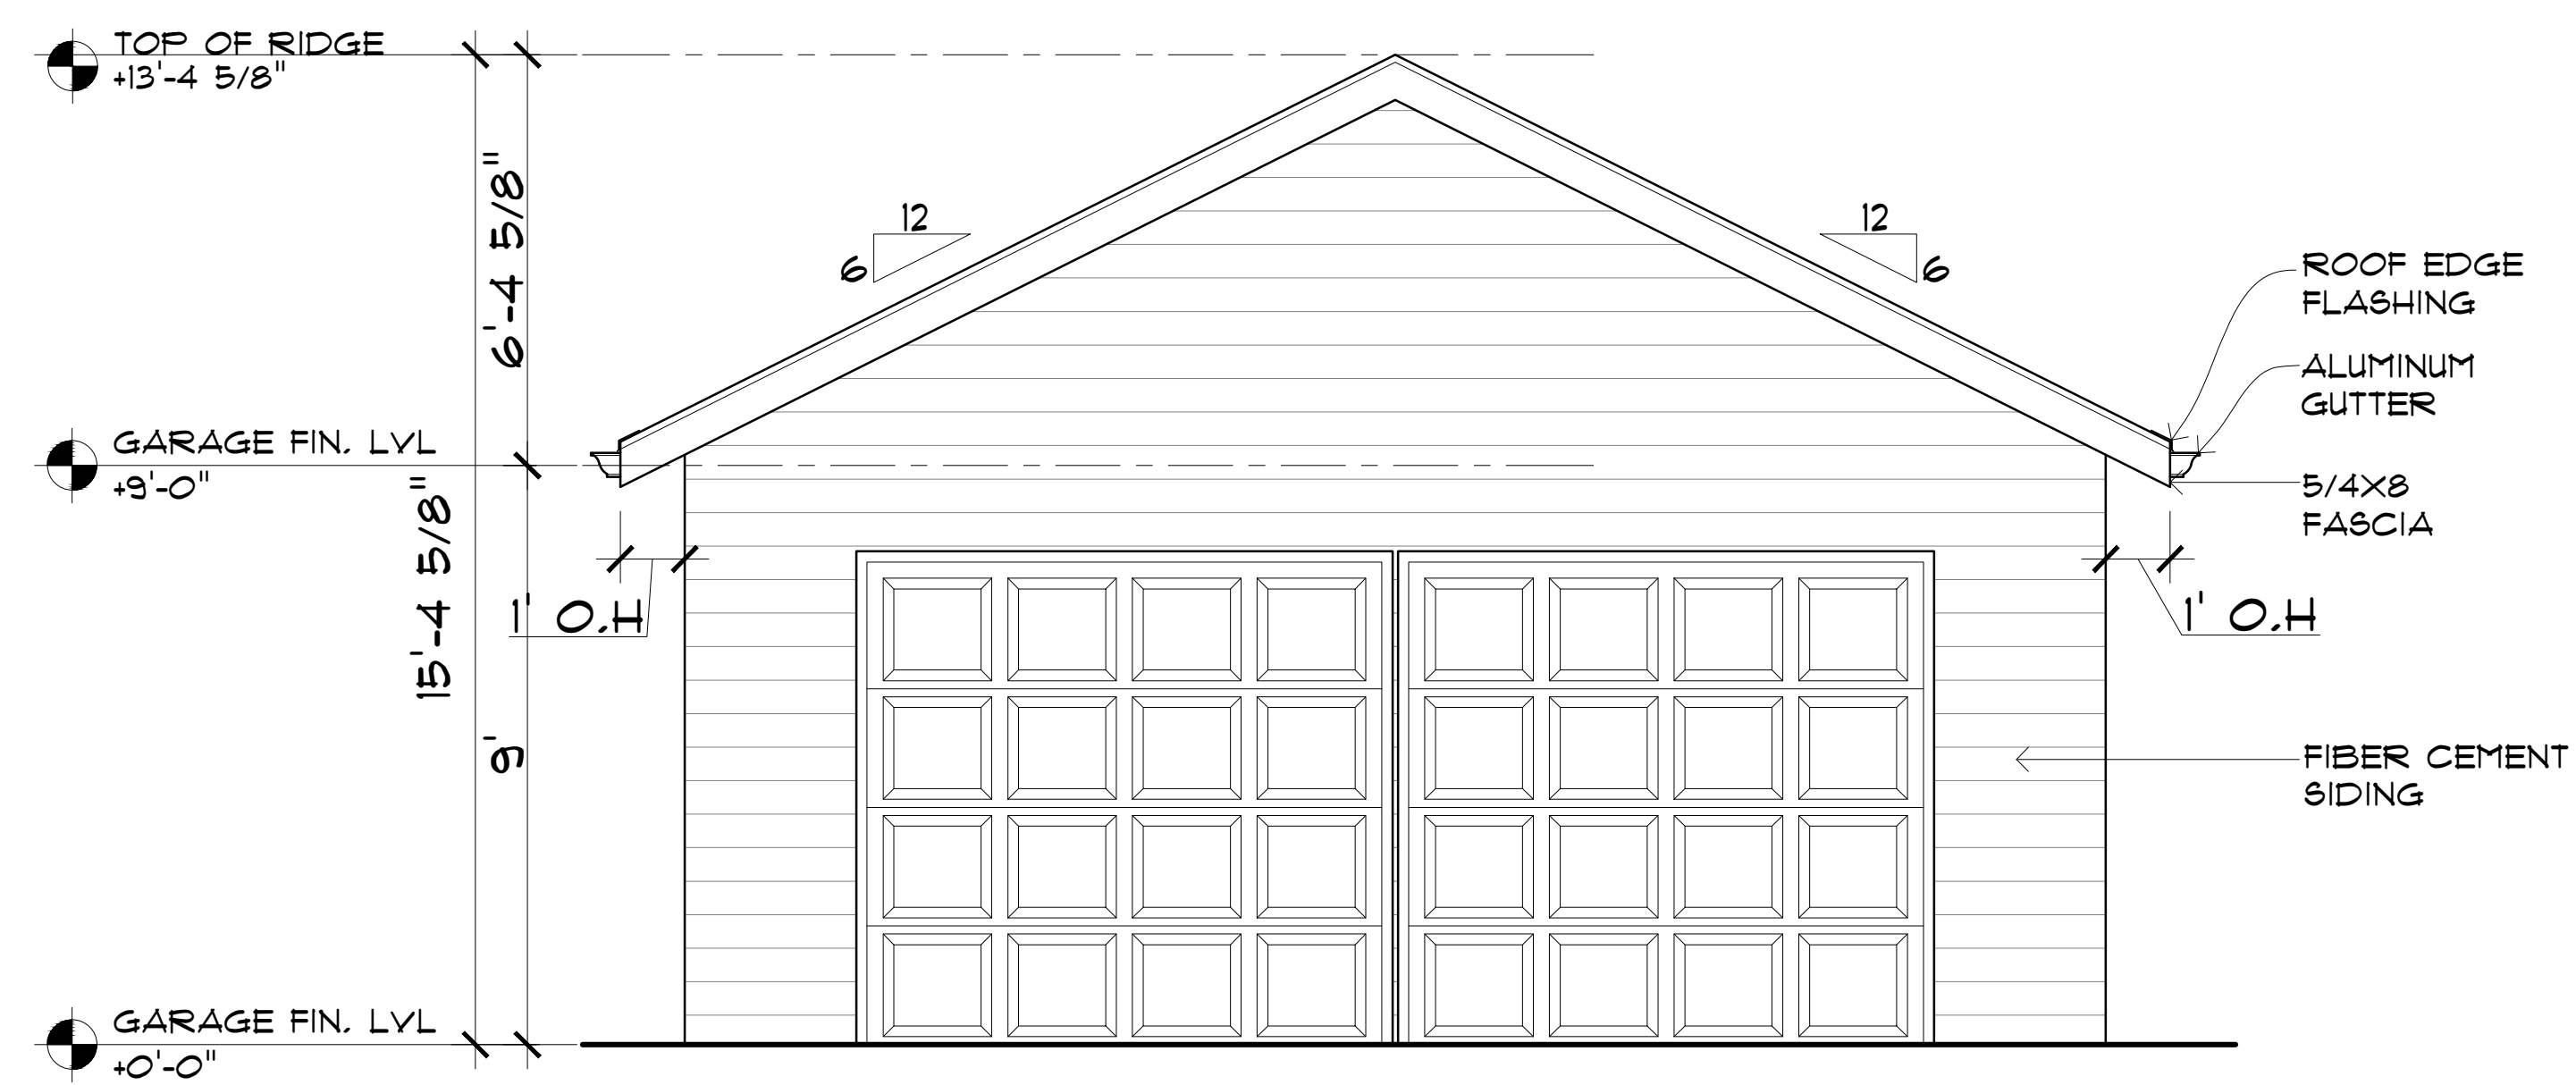 TOP OF RIDGE
+13'-4 5/8"
6'-4 5/8"
12
6
12
6
ROOF EDGE
FLASHING
ALUMINUM
GUTTER
GARAGE FIN. LVL
+9'-0"
15'-4 5/8"
5/4X8
FASCIA
1' O.H
1' O.H
9'
FIBER CEMENT
SIDING
GARAGE FIN. LVL
+0'-0"